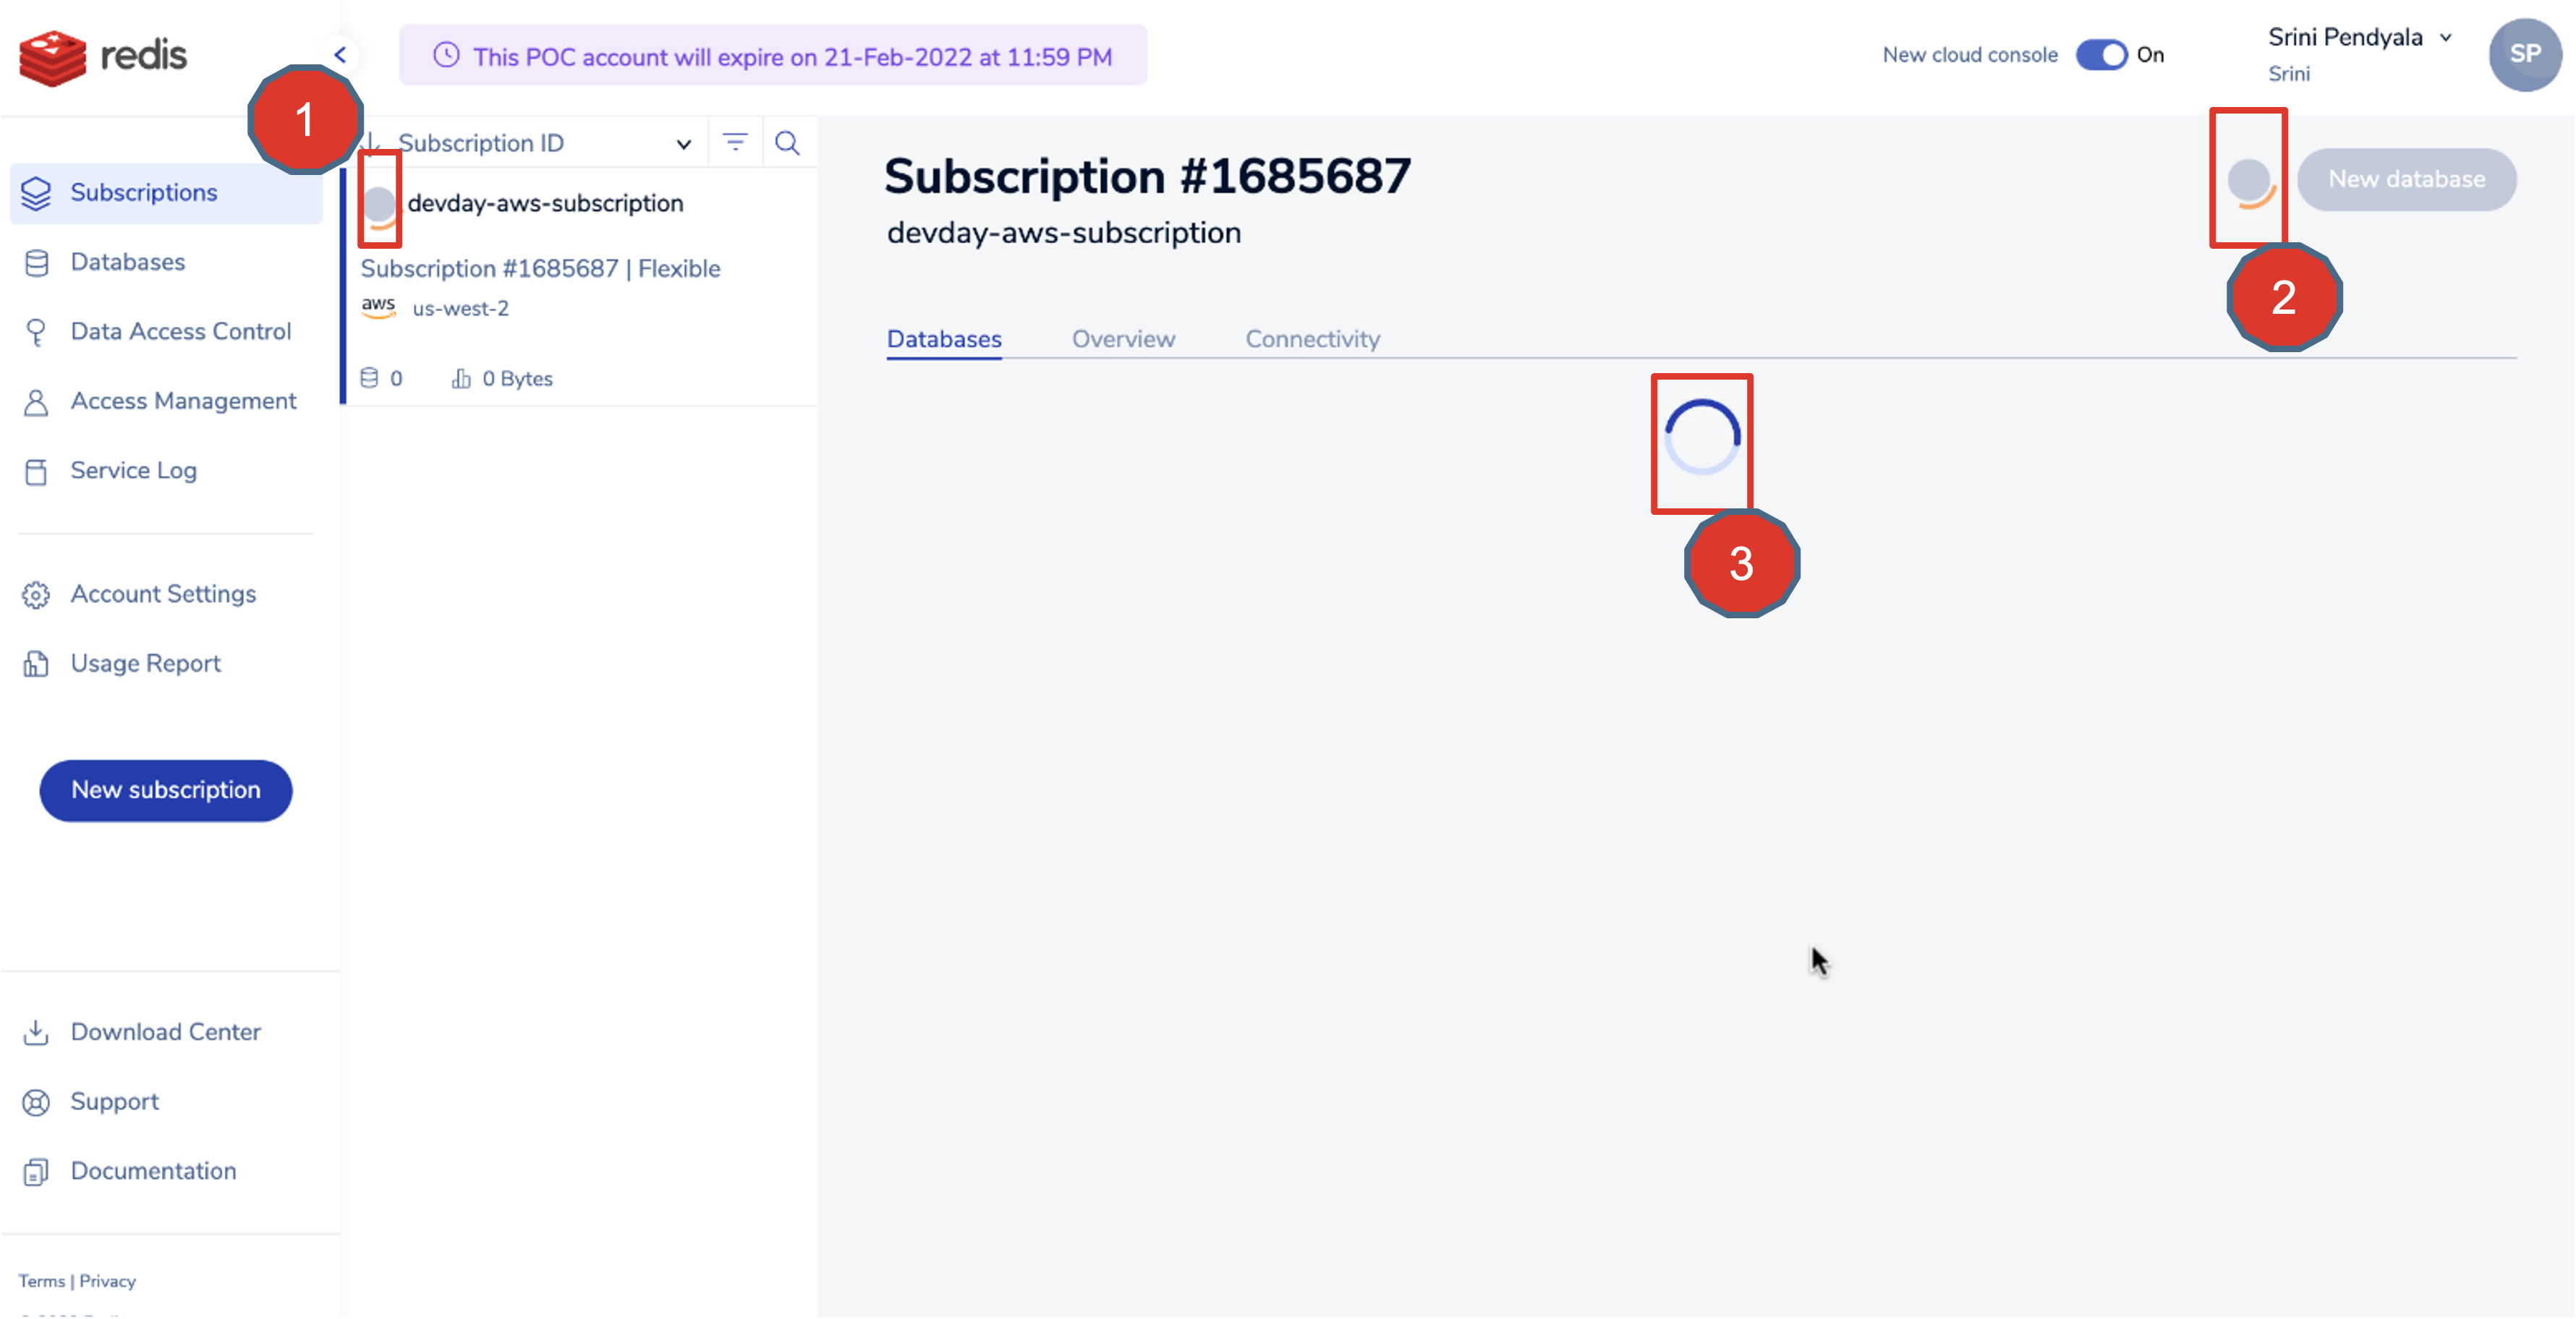 redis
This POC account will expire on 21-Feb-2022 at 11:59 PM
New cloud console
On
Srini Pendyala
Srini
SP
1
Subscriptions
Databases
Data Access Control
Access Management
Service Log
Account Settings
Usage Report
New subscription
Download Center
Support
Documentation
Terms | Privacy
Subscription ID
devday-aws-subscription
Subscription #1685687 | Flexible
aws us-west-2
0 0 Bytes
Subscription #1685687
devday-aws-subscription
New database
2
Databases Overview Connectivity
3